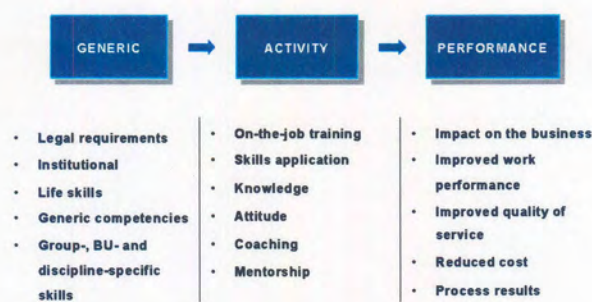 GENERIC
ACTIVITY
PERFORMANCE
• Legal requirements
• Institutional
• Life skills
• Generic competencies
• Group-, BU- and
discipline-specific
skills
• On-the-job training
• Skills application
• Knowledge
• Attitude
• Coaching
• Mentorship
• Impact on the business
• Improved work
performance
• Improved quality of
service
• Reduced cost
• Process results